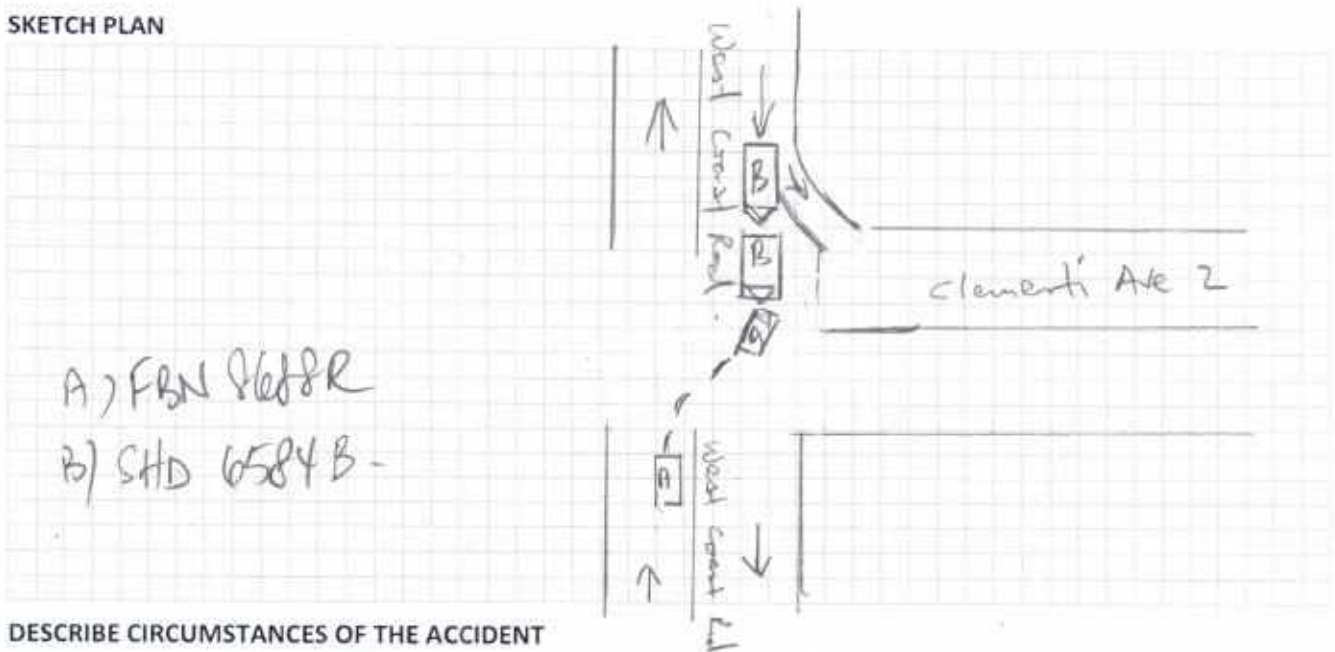 SKETCH PLAN
West Coast Road
B
B
clementi Ave 2
A) FBN 8688R
B) SHD 6584B-
A
West Coast Rd
DESCRIBE CIRCUMSTANCES OF THE ACCIDENT